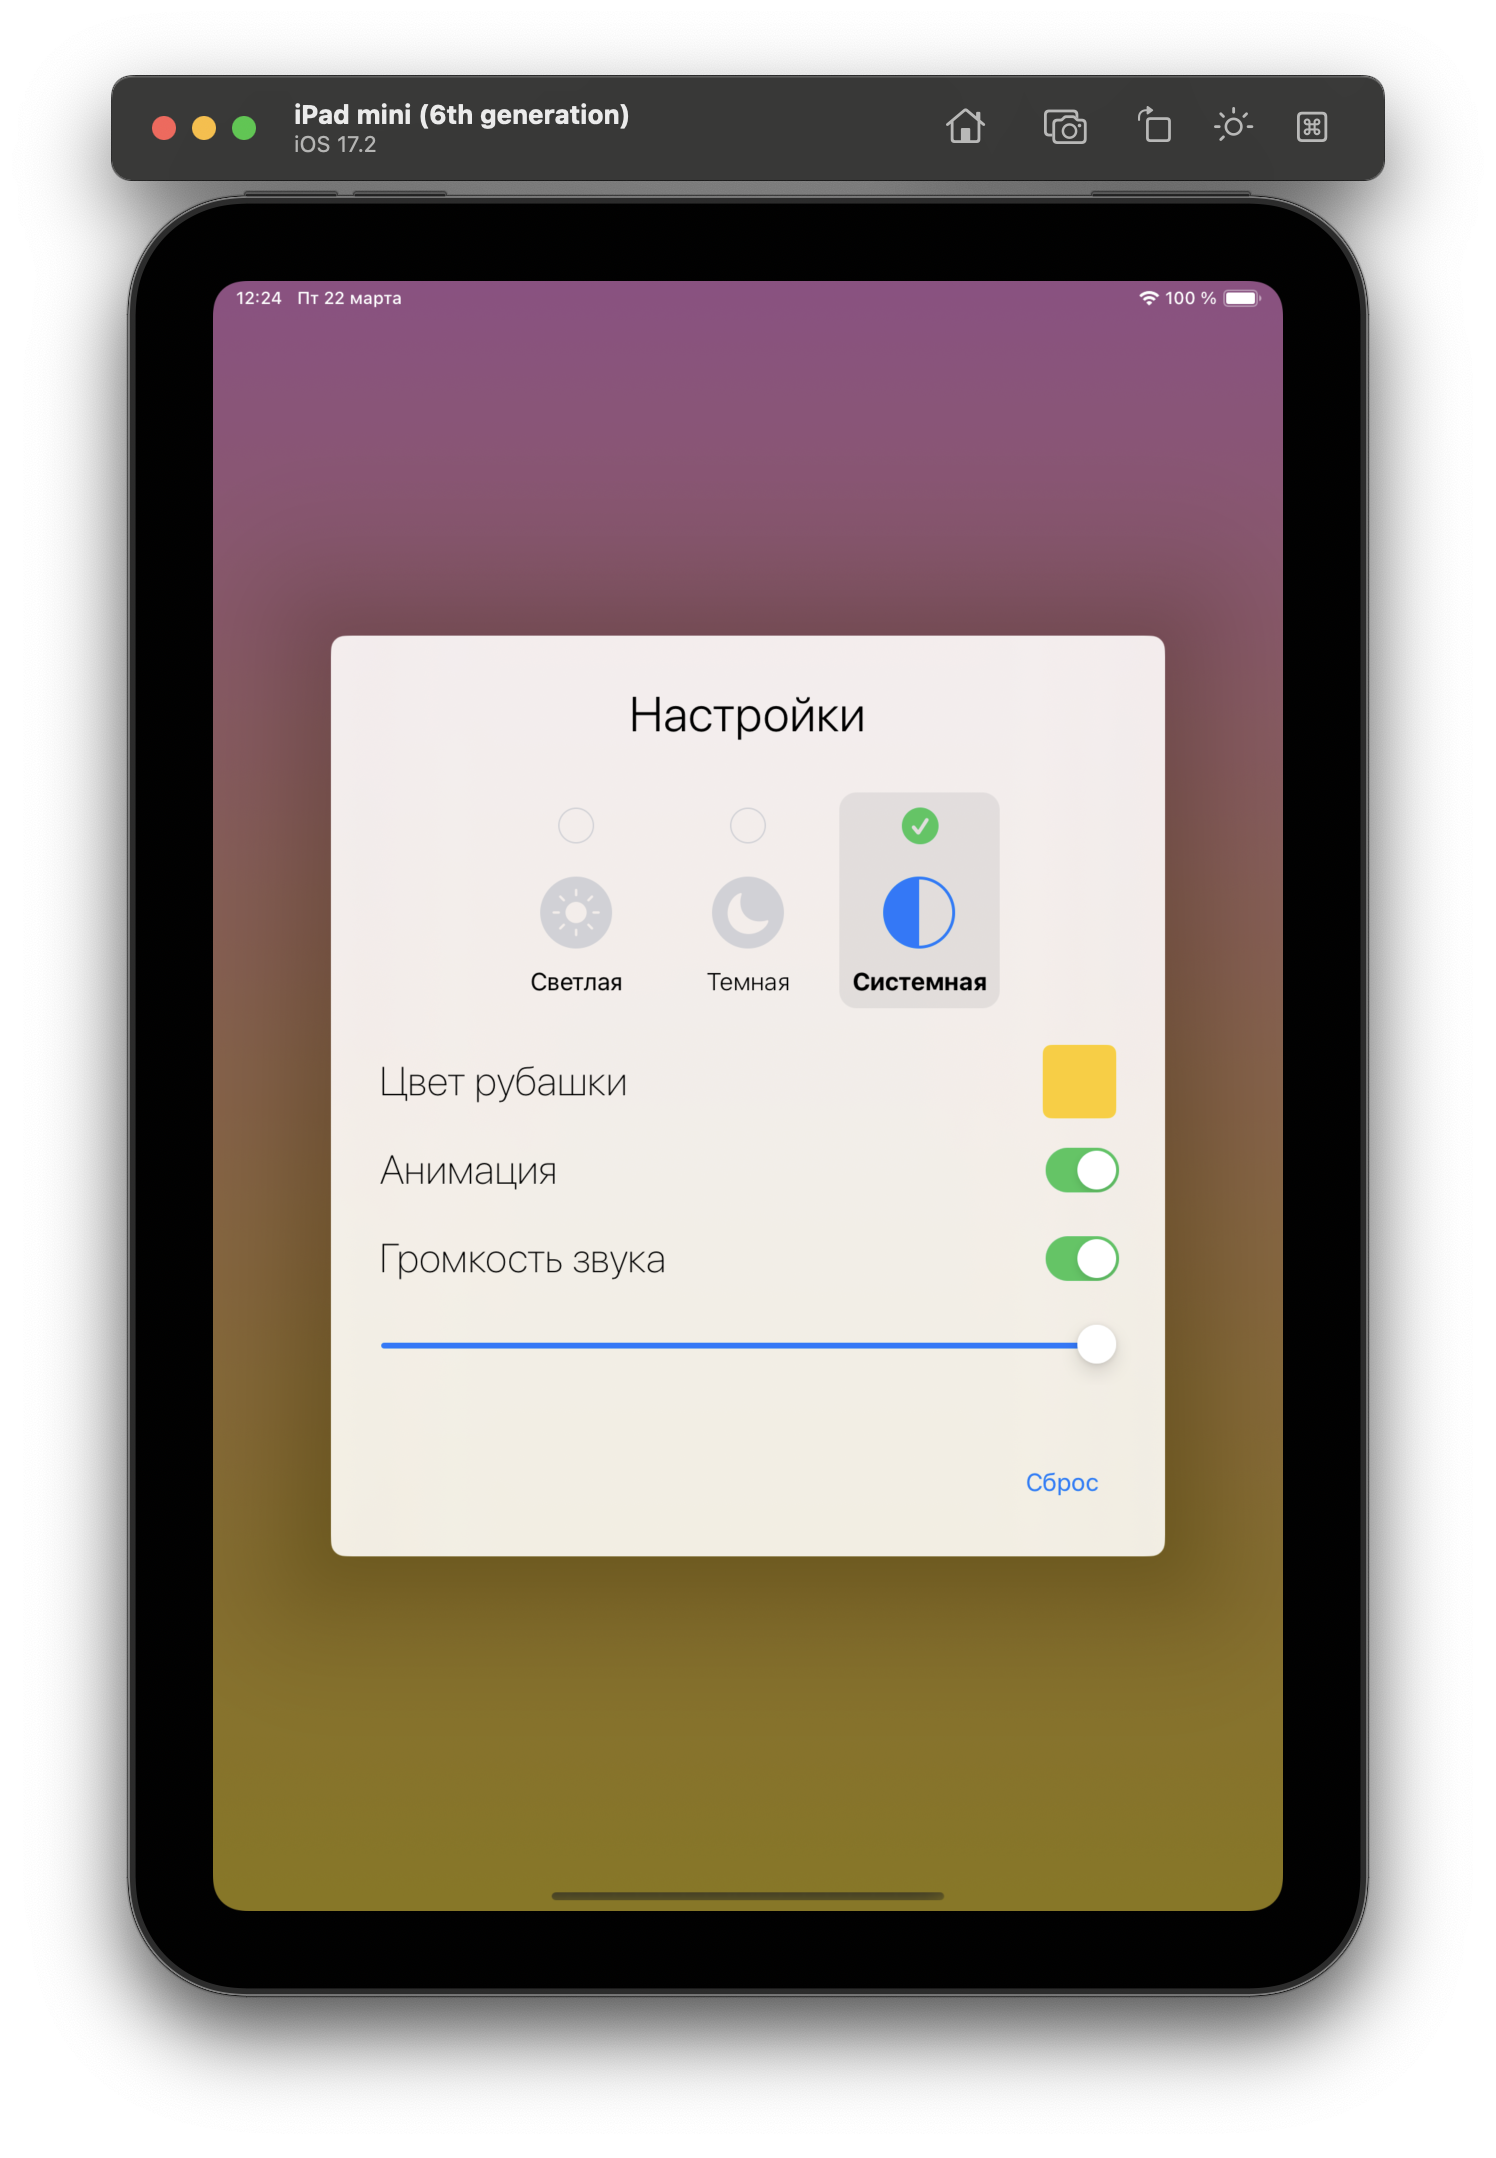 iPad mini (6th generation)
iOS 17.2
12:24 Пт 22 марта 100 %
Настройки
Светлая Темная Системная
Цвет рубашки
Анимация
Громкость звука
Сброс